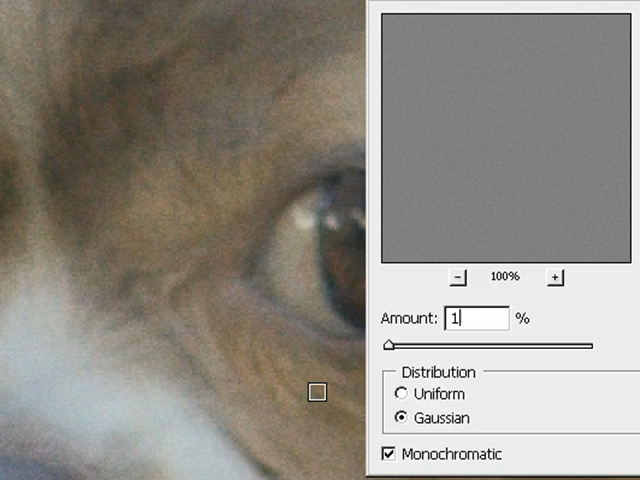 - 100% +
Amount: 1 %
Distribution
Uniform
Gaussian
Monochromatic